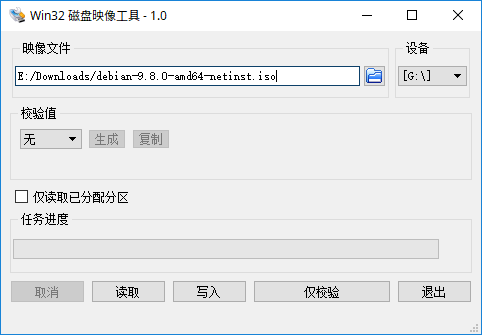 Win32 磁盘映像工具 - 1.0
映像文件
设备
E:/Downloads/debian-9.8.0-amd64-netinst.iso
[G:\]
校验值
无
生成
复制
仅读取已分配分区
任务进度
取消
读取
写入
仅校验
退出